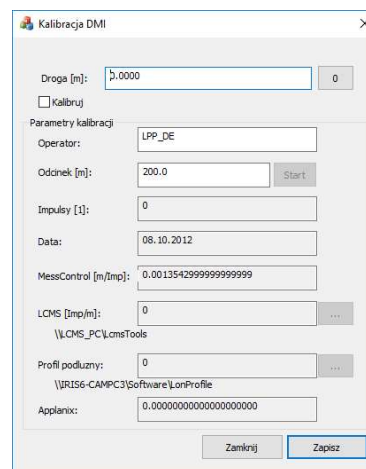 Kalibracja DMI
Droga [m]: 0.0000 0
Kalibruj
Parametry kalibracji
Operator: LPP_DE
Odcinek [m]: 200.0 Start
Impulsy [1]: 0
Data: 08.10.2012
MessControl [m/Imp]: 0.0013542999999999999
LCMS [Imp/m]: 0 ...
\\LCMS_PC\LcmsTools
Profil podluzny: 0 ...
\\IRIS6-CAMPC3\Software\LonProfile
Applanix: 0.00000000000000000000
Zamknij Zapisz